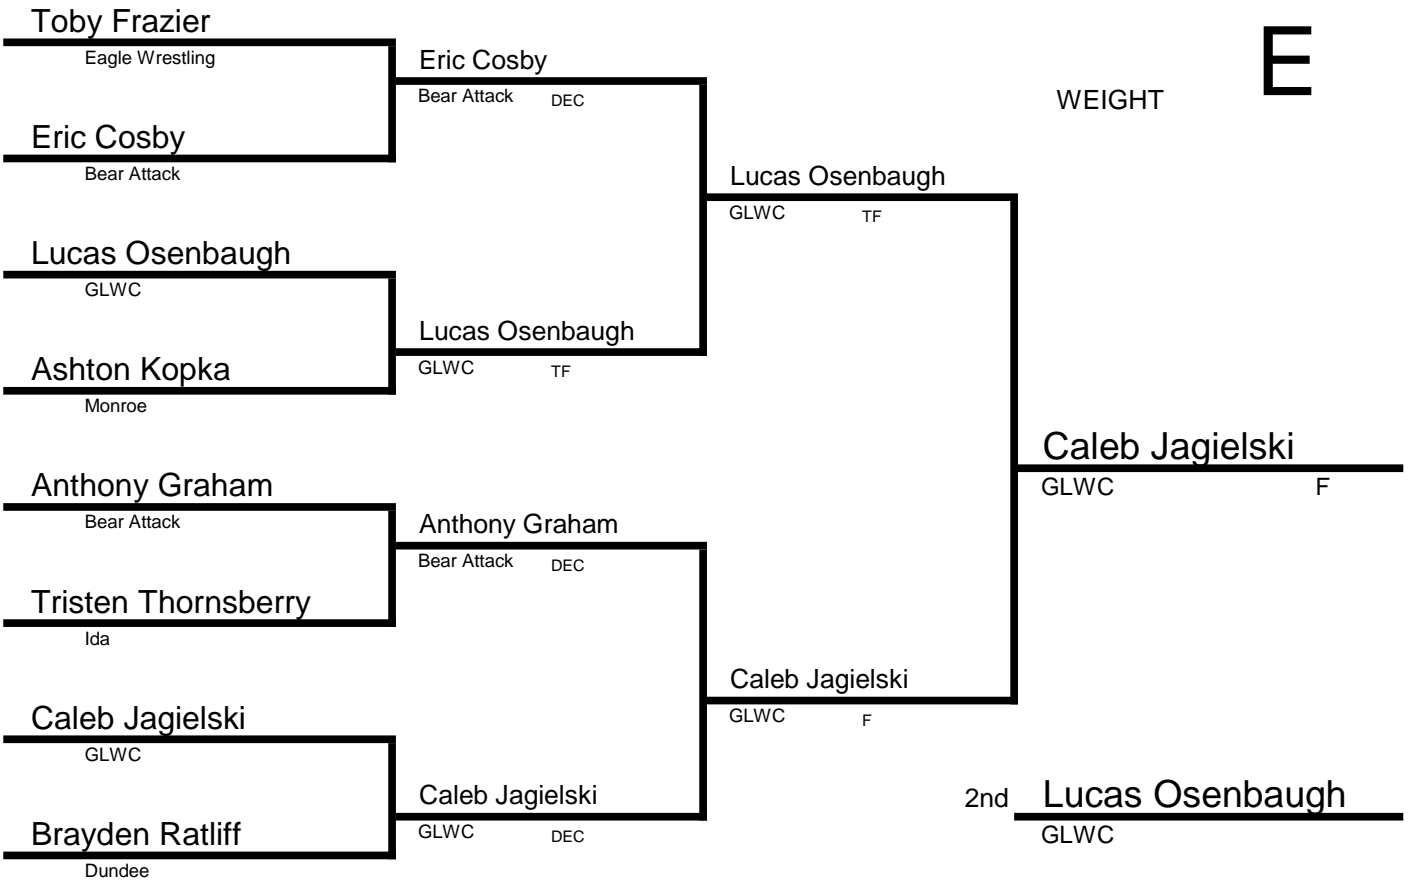 Toby Frazier
Eagle Wrestling
Eric Cosby
Bear Attack DEC
E
WEIGHT
Eric Cosby
Bear Attack
Lucas Osenbaugh
GLWC TF
Lucas Osenbaugh
GLWC
Lucas Osenbaugh
GLWC TF
Ashton Kopka
Monroe
Caleb Jagielski
GLWC F
Anthony Graham
Bear Attack
Anthony Graham
Bear Attack DEC
Tristen Thornsberry
Ida
Caleb Jagielski
GLWC F
Caleb Jagielski
GLWC
Caleb Jagielski
GLWC DEC
2nd Lucas Osenbaugh
GLWC
Brayden Ratliff
Dundee